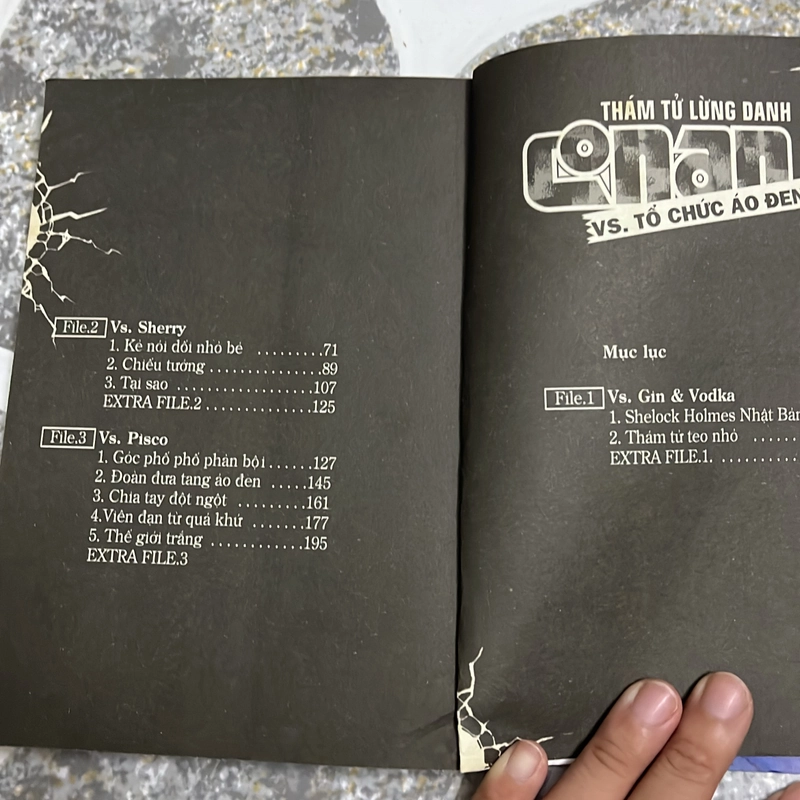 File.2 Vs. Sherry
1. Kẻ nói dối nhỏ bé .........71
2. Chiếu tướng ...............89
3. Tại sao ..................107
EXTRA FILE.2 ..............125
File.3 Vs. Pisco
1. Góc phố phố phản bội ......127
2. Đoàn đưa tang áo đen .....145
3. Chia tay đột ngột .........161
4.Viên đạn từ quá khứ .......177
5. Thế giới trắng ............195
EXTRA FILE.3
THÁM TỬ LỪNG DANH
Conan
VS. TỔ CHỨC ÁO ĐEN
Mục lục
File.1 Vs. Gin & Vodka
1. Shelock Holmes Nhật Bản
2. Thám tử teo nhỏ ......
EXTRA FILE.1. ..........